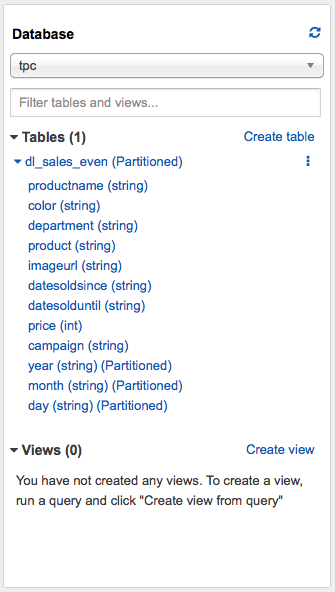 Database
tpc
Filter tables and views...
Tables (1) Create table
dl_sales_even (Partitioned)
productname (string)
color (string)
department (string)
product (string)
imageurl (string)
datesoldsince (string)
datesolduntil (string)
price (int)
campaign (string)
year (string) (Partitioned)
month (string) (Partitioned)
day (string) (Partitioned)
Views (0) Create view
You have not created any views. To create a view,
run a query and click "Create view from query"